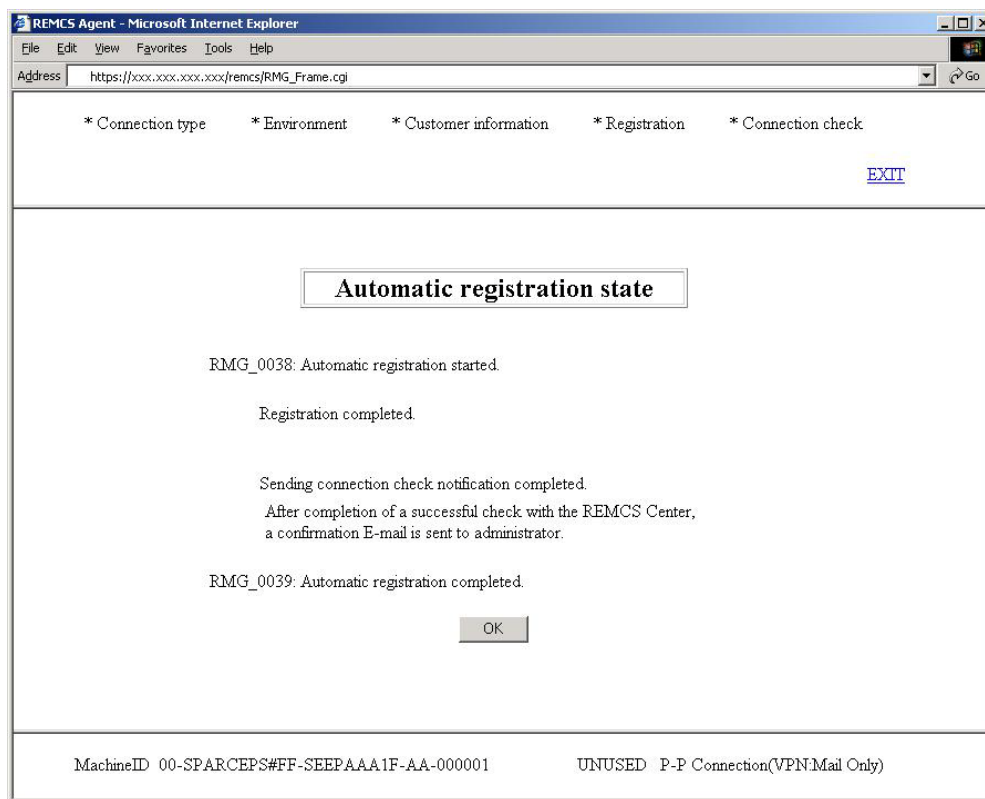 REMCS Agent - Microsoft Internet Explorer
File Edit View Favorites Tools Help
Address https://xxx.xxx.xxx.xxx/remcs/RMG_Frame.cgi Go
* Connection type * Environment * Customer information * Registration * Connection check
EXIT
Automatic registration state
RMG_0038: Automatic registration started.
Registration completed.
Sending connection check notification completed.
After completion of a successful check with the REMCS Center,
a confirmation E-mail is sent to administrator.
RMG_0039: Automatic registration completed.
OK
MachineID 00-SPARCEPS#FF-SEEPAAA1F-AA-000001 UNUSED P-P Connection(VPN:Mail Only)